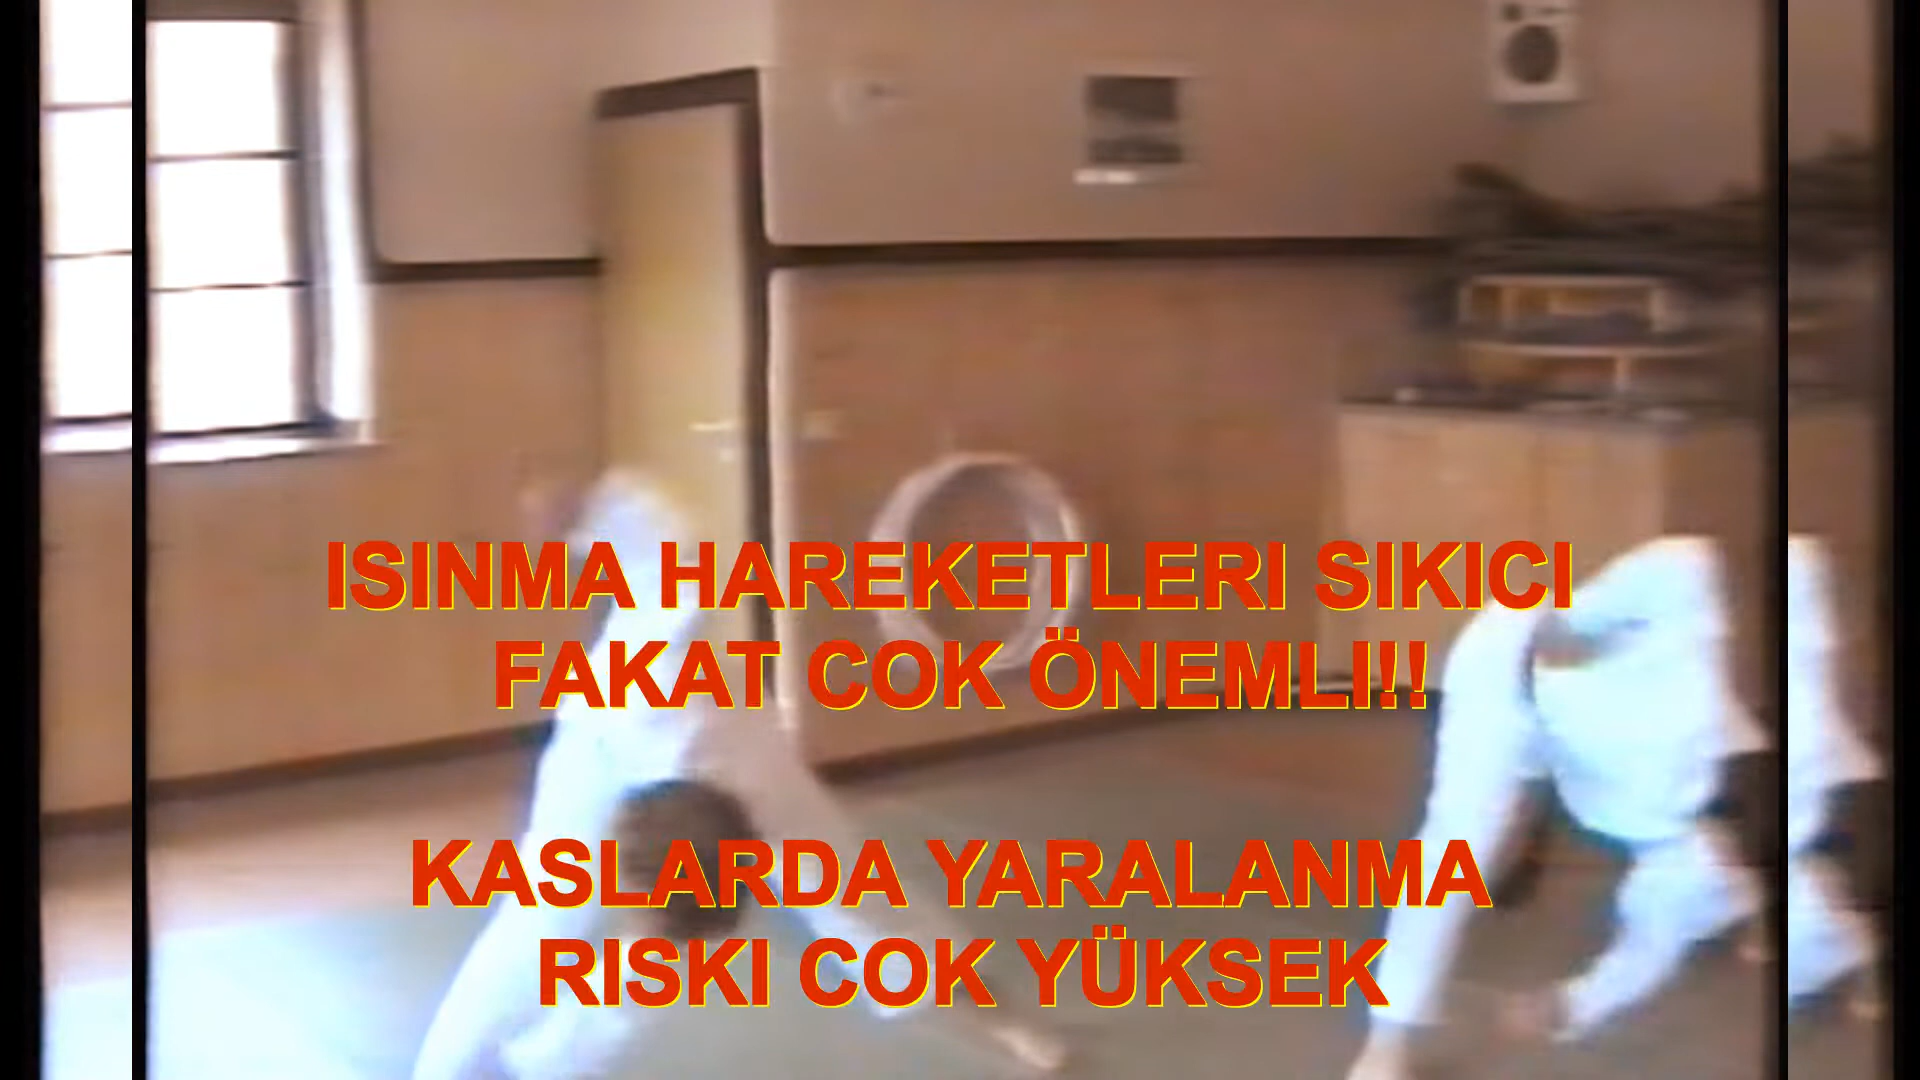 ISINMA HAREKETLERI SIKICI
FAKAT COK ÖNEMLI!!
KASLARDA YARALANMA
RISKI COK YÜKSEK